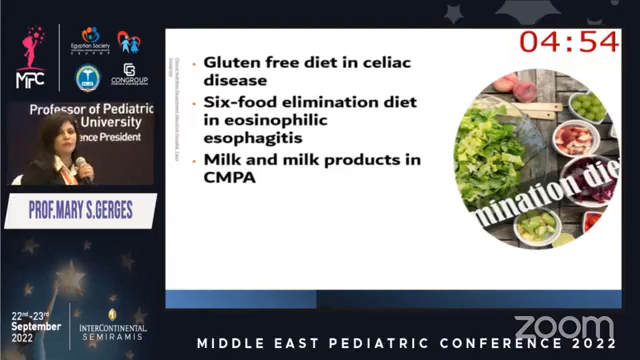 MPC
Egyptian Society
CONGROUP
Professor of Pediatric
University
ence President
PROF.MARY S.GERGES
22nd-23rd
September
2022
INTERCONTINENTAL
SEMIRAMIS
04:54
• Gluten free diet in celiac
disease
• Six-food elimination diet
in eosinophilic
esophagitis
• Milk and milk products in
CMPA
mination die
zoom
MIDDLE EAST PEDIATRIC CONFERENCE 2022